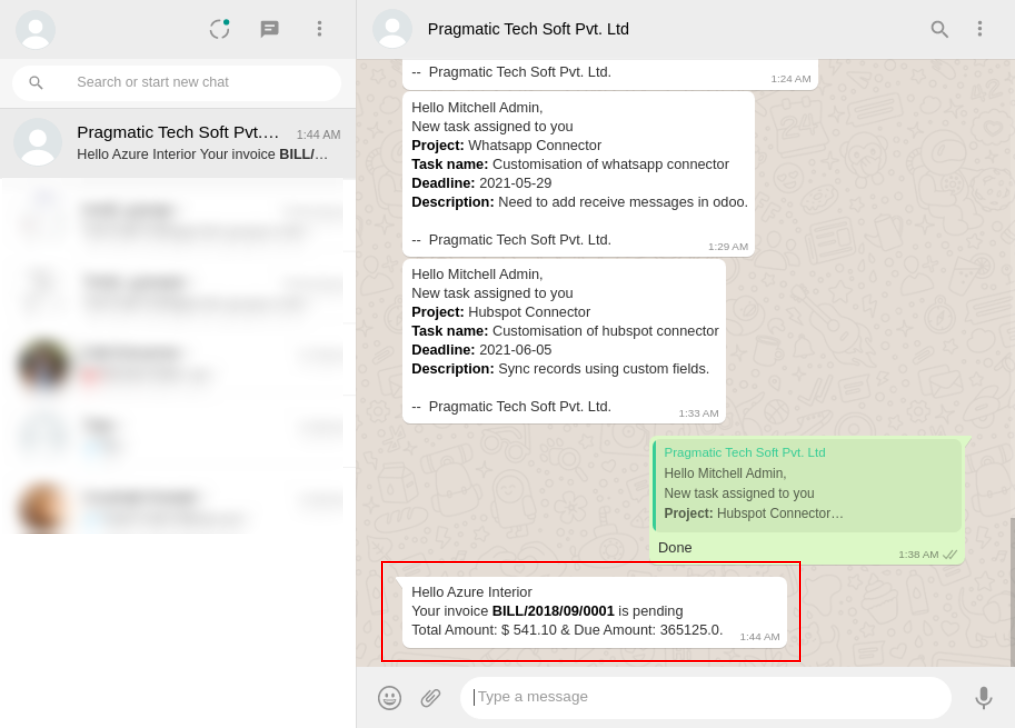 Search or start new chat
Pragmatic Tech Soft Pvt.… 1:44 AM
Hello Azure Interior Your invoice BILL/…
Pragmatic Tech Soft Pvt. Ltd
-- Pragmatic Tech Soft Pvt. Ltd.
1:24 AM
Hello Mitchell Admin,
New task assigned to you
Project: Whatsapp Connector
Task name: Customisation of whatsapp connector
Deadline: 2021-05-29
Description: Need to add receive messages in odoo.
-- Pragmatic Tech Soft Pvt. Ltd.
1:29 AM
Hello Mitchell Admin,
New task assigned to you
Project: Hubspot Connector
Task name: Customisation of hubspot connector
Deadline: 2021-06-05
Description: Sync records using custom fields.
-- Pragmatic Tech Soft Pvt. Ltd.
1:33 AM
Pragmatic Tech Soft Pvt. Ltd
Hello Mitchell Admin,
New task assigned to you
Project: Hubspot Connector…
Done
1:38 AM
Hello Azure Interior
Your invoice BILL/2018/09/0001 is pending
Total Amount: $ 541.10 & Due Amount: 365125.0.
1:44 AM
Type a message